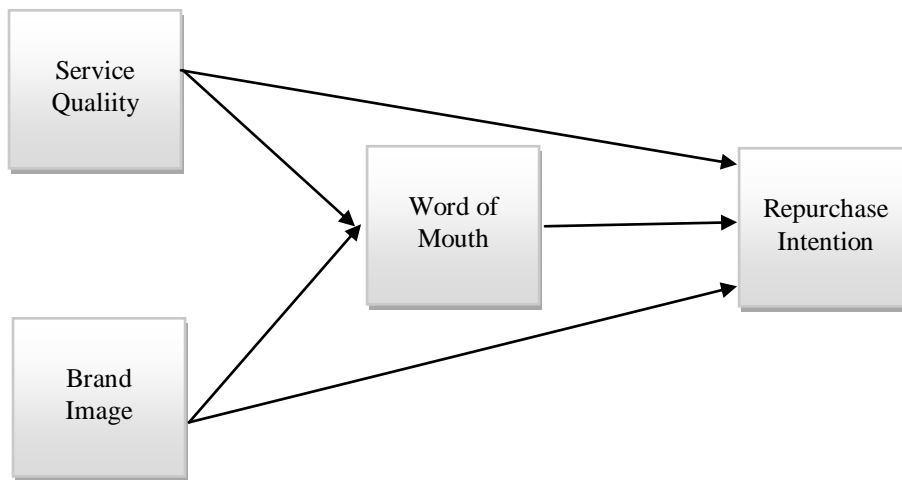 Service
Qualiity
Word of
Mouth
Repurchase
Intention
Brand
Image